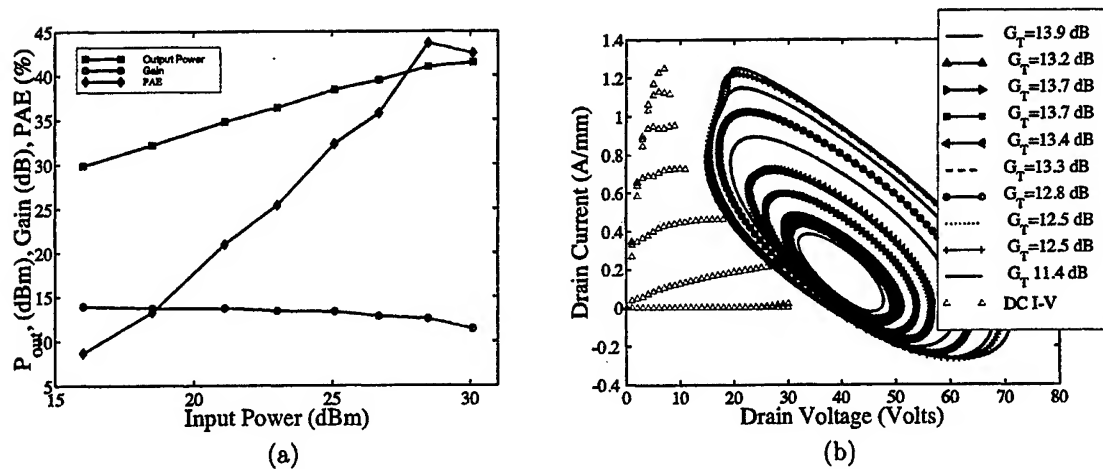 P_out, (dBm), Gain (dB), PAE (%)
45
40
35
30
25
20
15
10
5
Output Power
Gain
PAE
15
20
25
30
Input Power (dBm)
(a)
Drain Current (A/mm)
1.4
1.2
1
0.8
0.6
0.4
0.2
0
-0.2
-0.4
G_T=13.9 dB
G_T=13.2 dB
G_T=13.7 dB
G_T=13.7 dB
G_T=13.4 dB
G_T=13.3 dB
G_T=12.8 dB
G_T=12.5 dB
G_T=12.5 dB
G_T 11.4 dB
DC I-V
0
10
20
30
40
50
60
70
80
Drain Voltage (Volts)
(b)